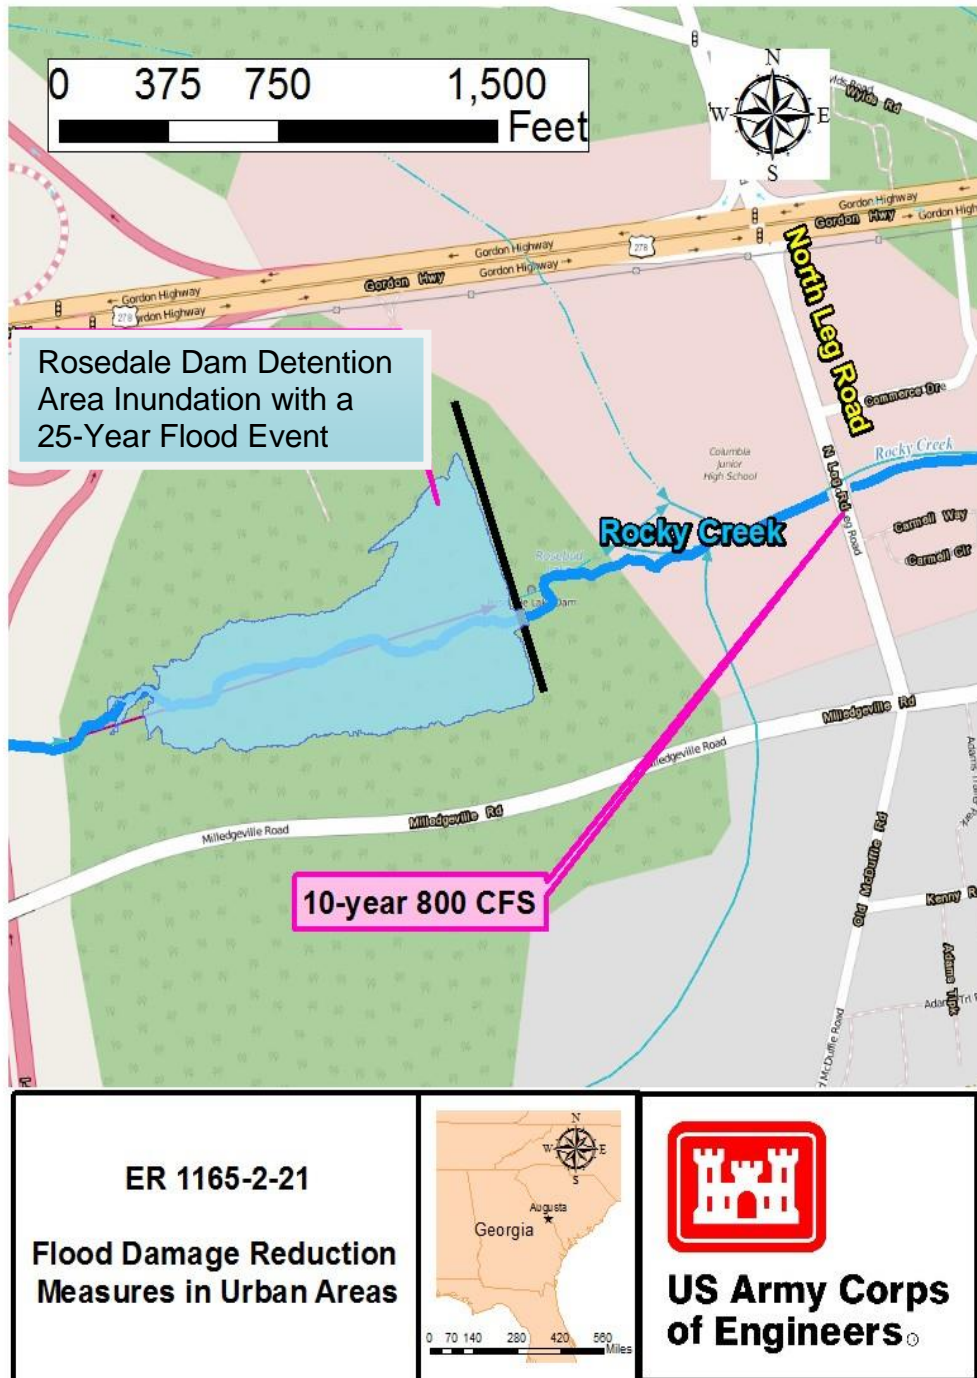 0 375 750 1,500
Feet
N
W E
S
Wylds Rd
Gordon Highway
Gordon Hwy
Gordon High
Gordon Highway
278
Gordon Highway
Gordon Hwy
Gordon Highway
278
North Leg Road
Rosedale Dam Detention
Area Inundation with a
25-Year Flood Event
Commerce Dr
Columbia
Junior
High School
N Leg Rd
Rocky Creek
Rocky Creek
Carmell Way
Carmell Cir
Milledgeville Rd
Milledgeville Road
Milledgeville Rd
10-year 800 CFS
Old McDuffie Rd
Kenny R
Adams Trpk
ER 1165-2-21
Flood Damage Reduction
Measures in Urban Areas
N
W E
S
Augusta
Georgia
0 70 140 280 420 560
Miles
US Army Corps
of Engineers